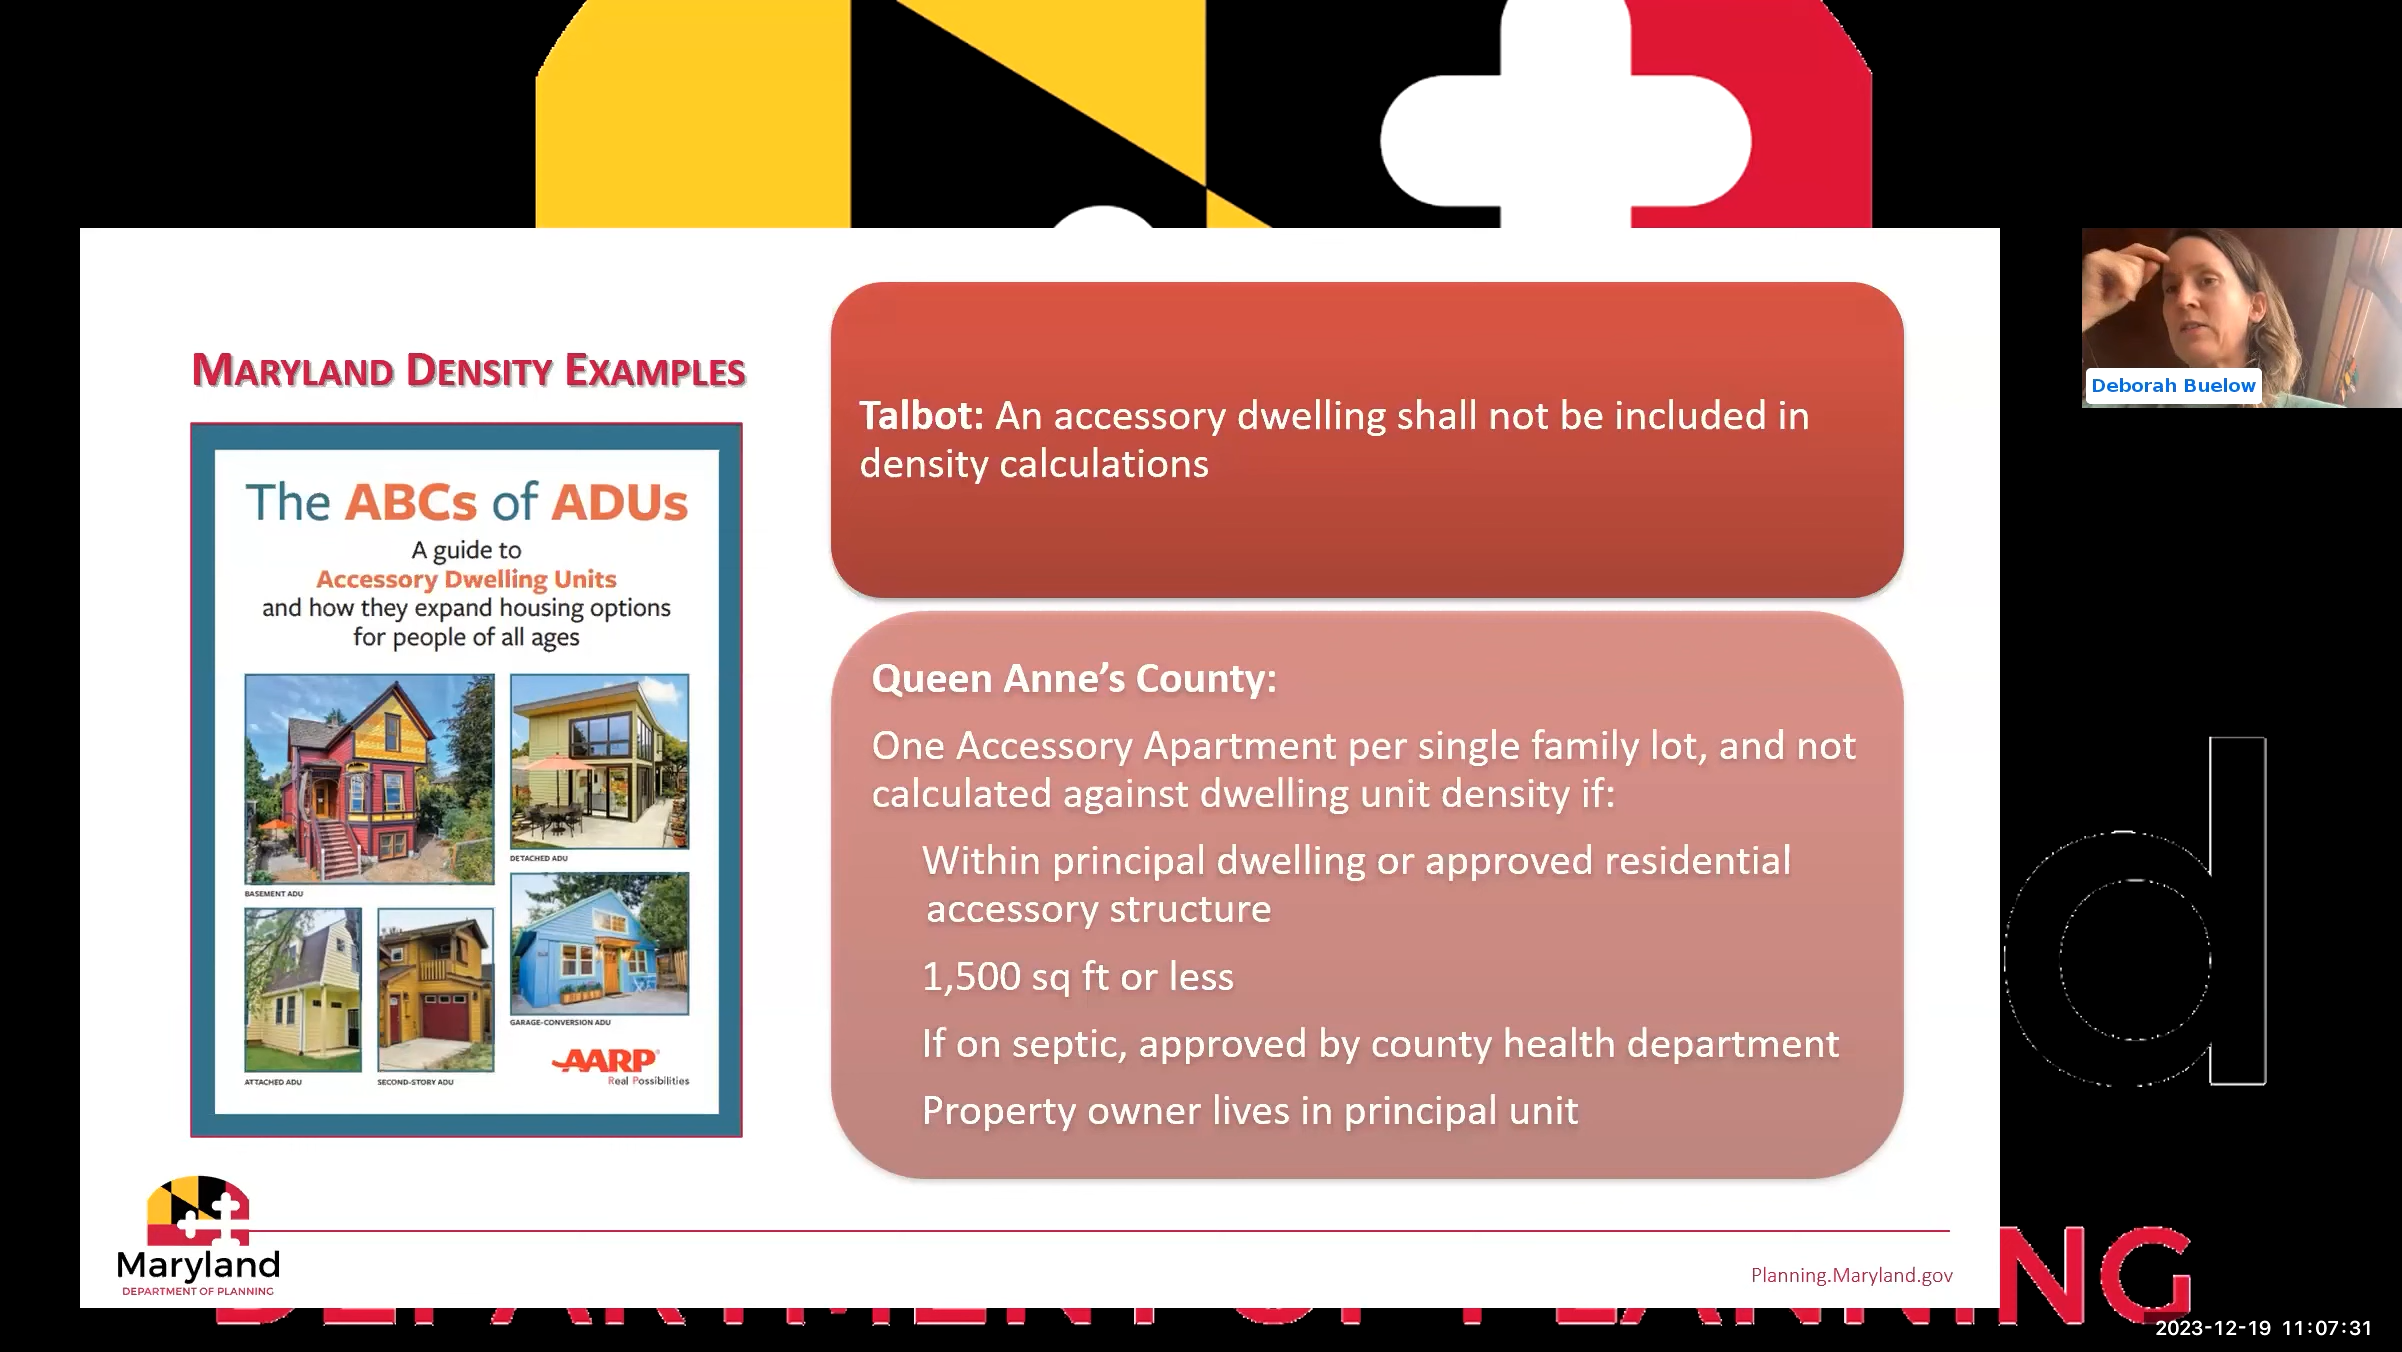 MARYLAND DENSITY EXAMPLES
The ABCs of ADUs
A guide to
Accessory Dwelling Units
and how they expand housing options
for people of all ages
BASEMENT ADU
DETACHED ADU
GARAGE-CONVERSION ADU
ATTACHED ADU
SECOND-STORY ADU
AARP
Real Possibilities
Talbot: An accessory dwelling shall not be included in
density calculations
Queen Anne’s County:
One Accessory Apartment per single family lot, and not
calculated against dwelling unit density if:
Within principal dwelling or approved residential
accessory structure
1,500 sq ft or less
If on septic, approved by county health department
Property owner lives in principal unit
Maryland
DEPARTMENT OF PLANNING
Planning.Maryland.gov
Deborah Buelow
d
DEPARTMENT OF PLANNING
2023-12-19 11:07:31